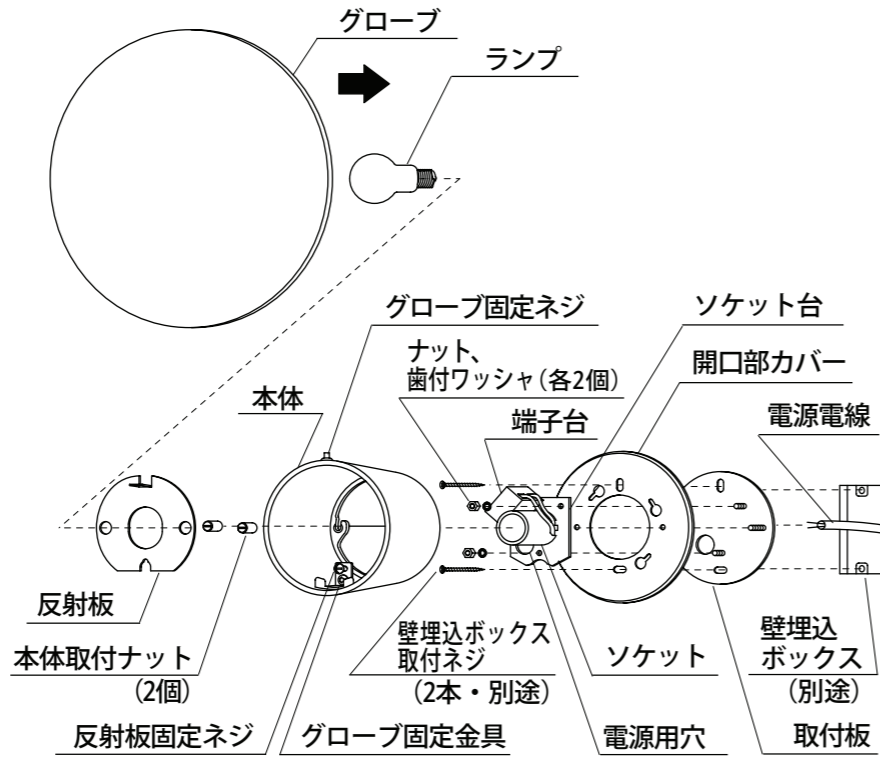 グローブ
ランプ
グローブ固定ネジ
ソケット台
ナット、
歯付ワッシャ(各2個)
開口部カバー
本体
端子台
電源電線
反射板
本体取付ナット
(2個)
壁埋込ボックス
取付ネジ
(2本・別途)
ソケット
壁埋込
ボックス
(別途)
反射板固定ネジ
グローブ固定金具
電源用穴
取付板